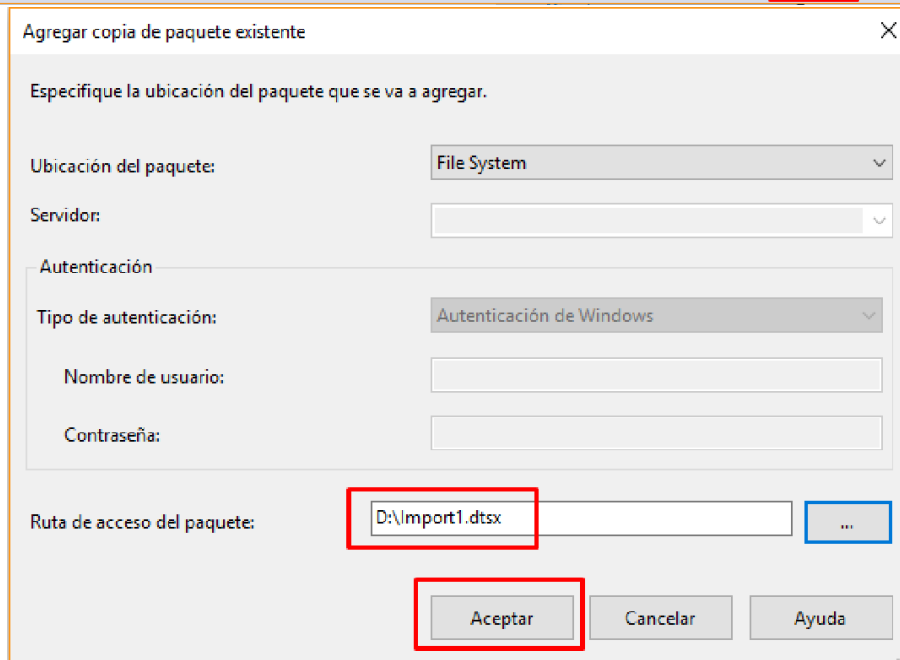 Agregar copia de paquete existente
Especifique la ubicación del paquete que se va a agregar.
Ubicación del paquete: File System
Servidor:
Autenticación
Tipo de autenticación: Autenticación de Windows
Nombre de usuario:
Contraseña:
Ruta de acceso del paquete: D:\Import1.dtsx ...
Aceptar Cancelar Ayuda